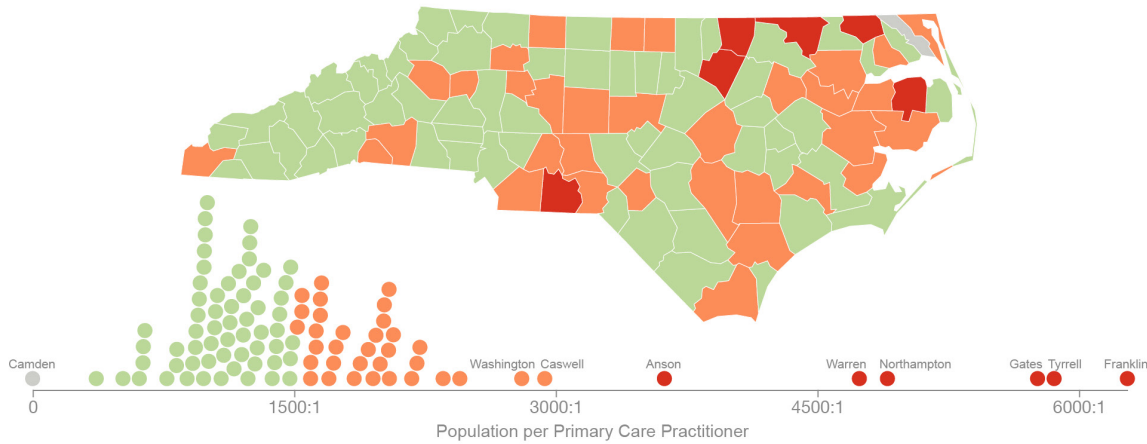 Camden
Washington Caswell
Anson
Warren Northampton
Gates Tyrrell Franklin
0 1500:1 3000:1 4500:1 6000:1
Population per Primary Care Practitioner